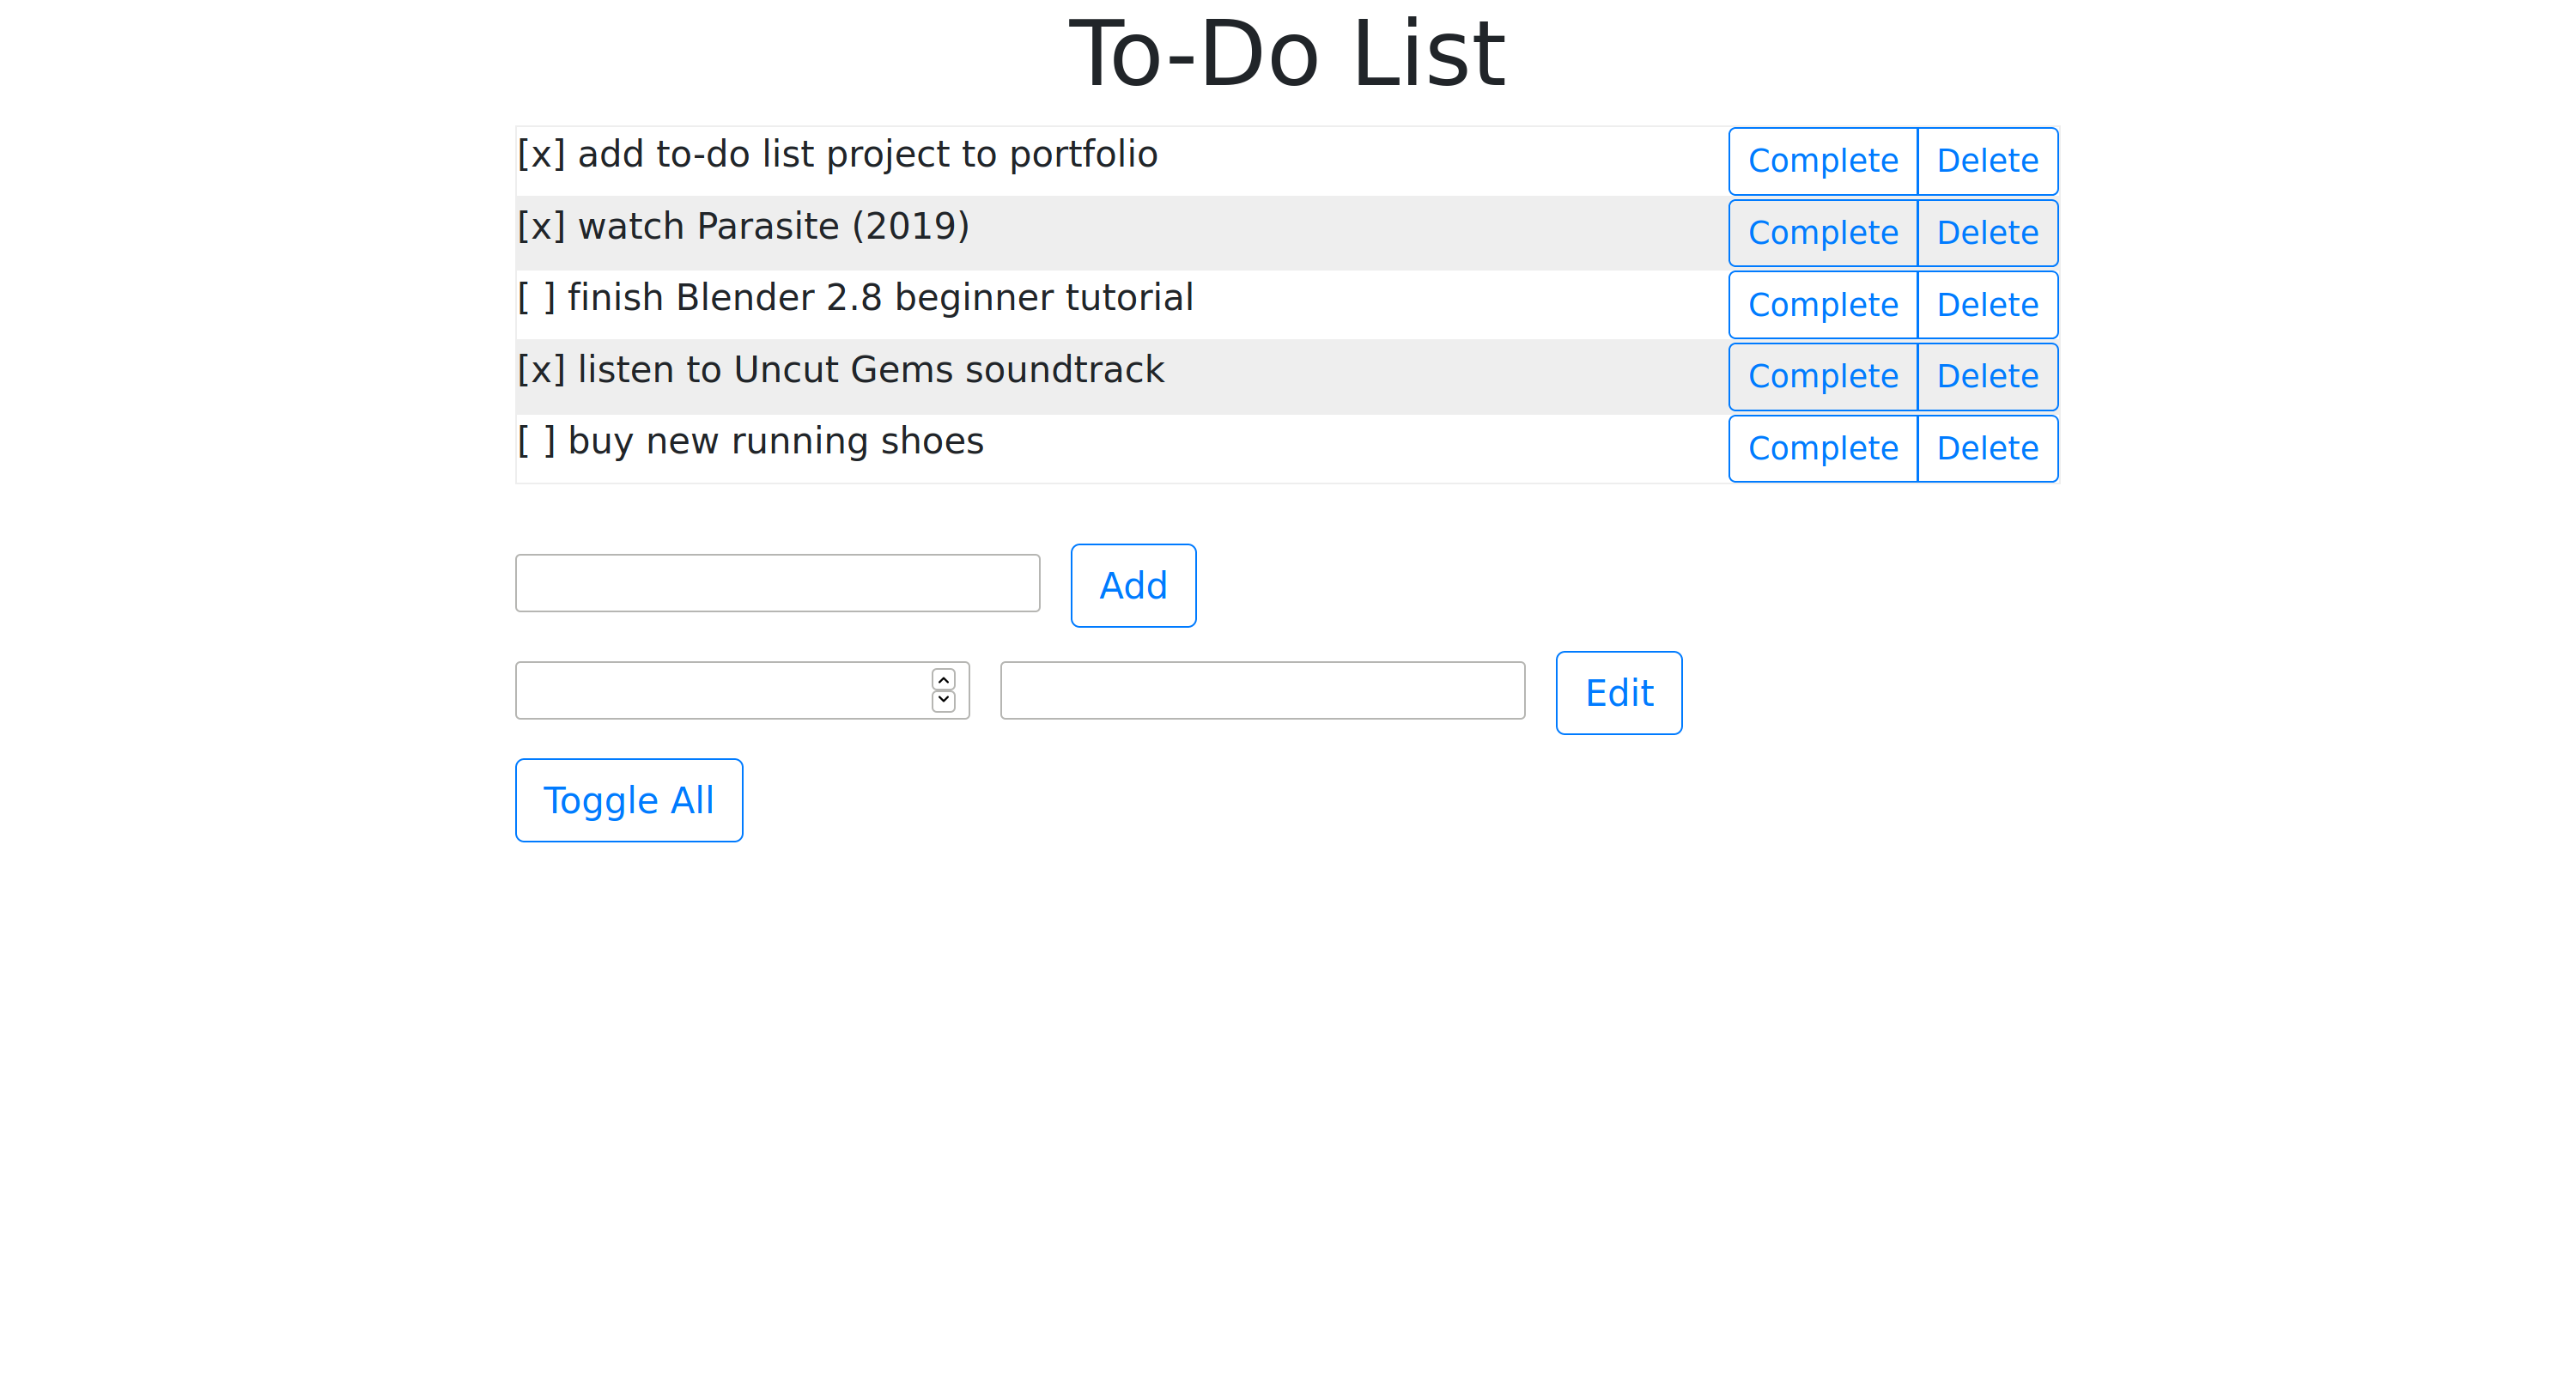 To-Do List
[x] add to-do list project to portfolio Complete Delete
[x] watch Parasite (2019) Complete Delete
[ ] finish Blender 2.8 beginner tutorial Complete Delete
[x] listen to Uncut Gems soundtrack Complete Delete
[ ] buy new running shoes Complete Delete
Add
Edit
Toggle All